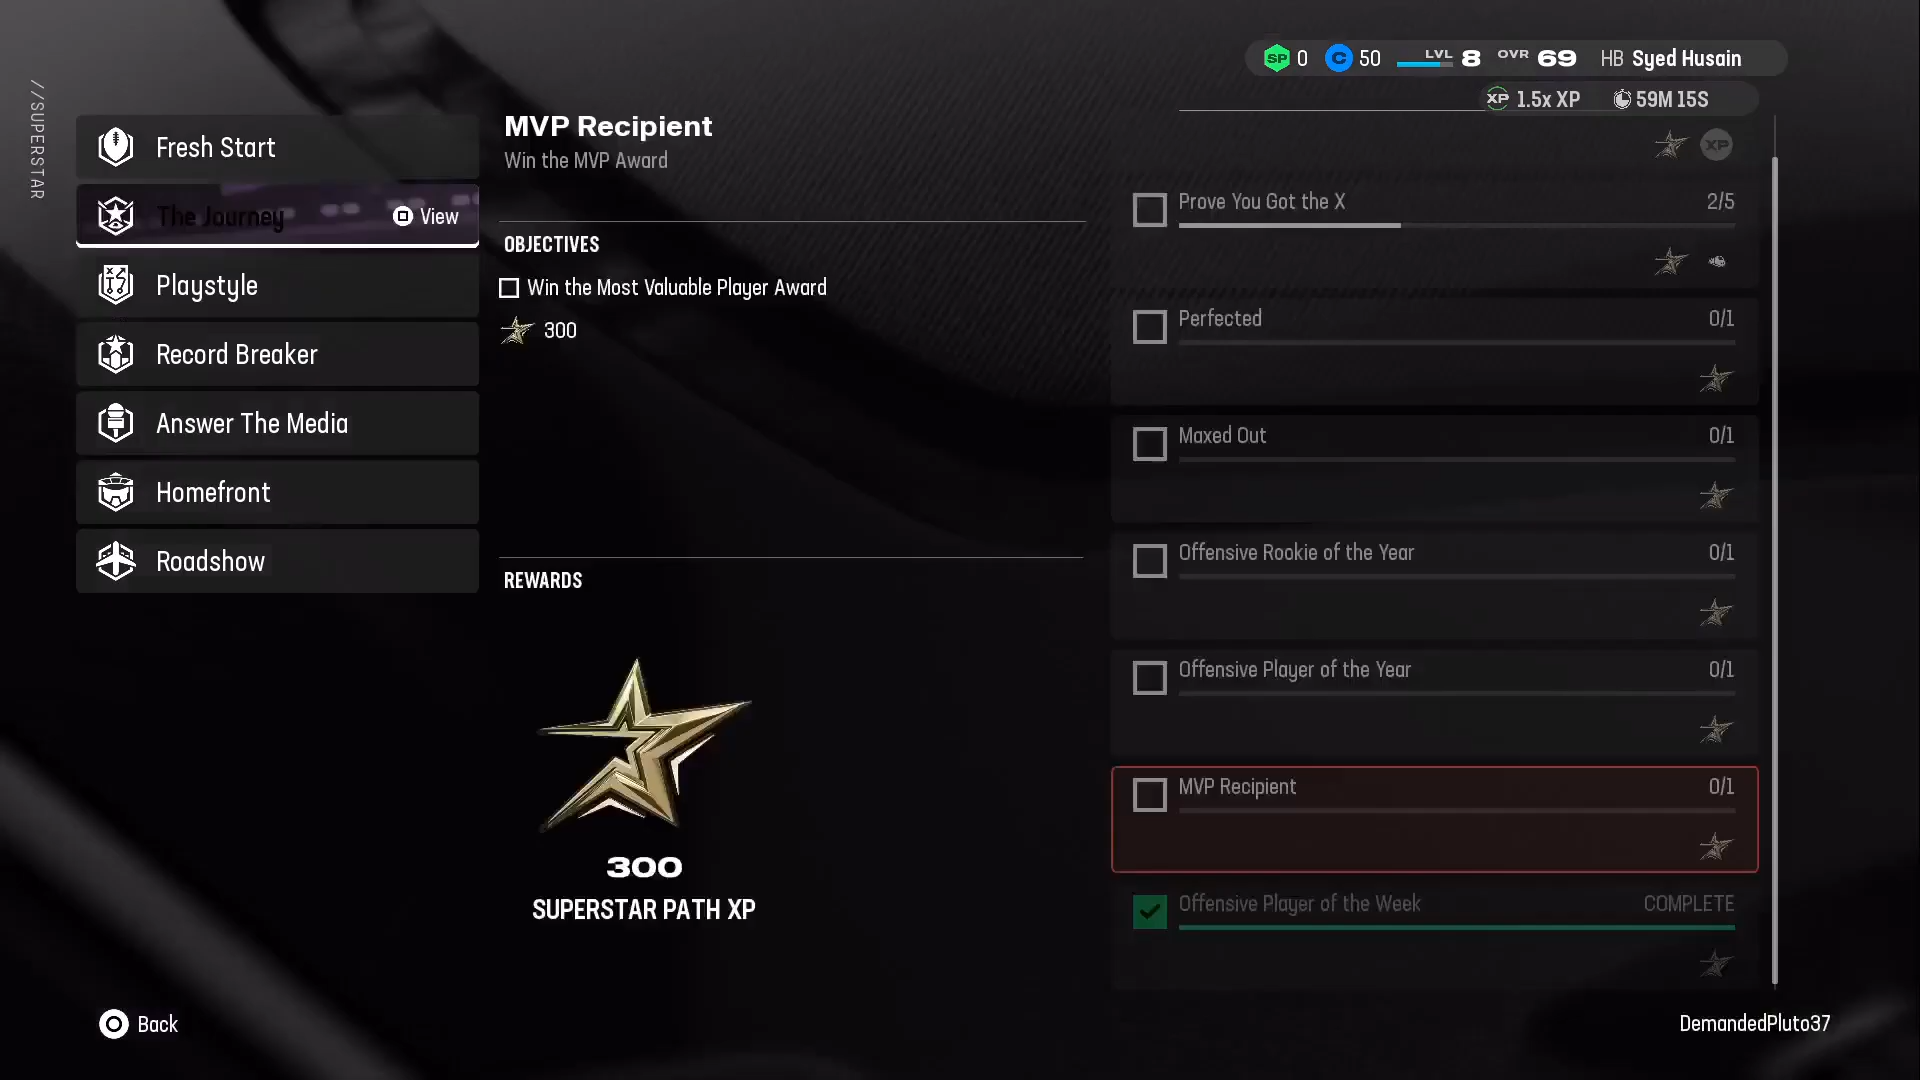 SP 0 C 50 LVL 8 OVR 69 HB Syed Husain
XP 1.5x XP 59M 15S
//SUPERSTAR
Fresh Start
The Journey
View
Playstyle
Record Breaker
Answer The Media
Homefront
Roadshow
MVP Recipient
Win the MVP Award
OBJECTIVES
Win the Most Valuable Player Award
300
REWARDS
300
SUPERSTAR PATH XP
XP
Prove You Got the X 2/5
Perfected 0/1
Maxed Out 0/1
Offensive Rookie of the Year 0/1
Offensive Player of the Year 0/1
MVP Recipient 0/1
Offensive Player of the Week COMPLETE
Back
DemandedPluto37